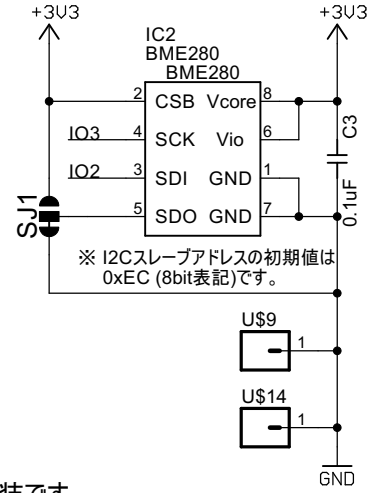 +3V3
+3V3
IC2
BME280
BME280
2 CSB Vcore 8
IO3 4 SCK Vio 6
IO2 3 SDI GND 1
5 SDO GND 7
SJ1
C3
0.1uF
※ I2Cスレーブアドレスの初期値は
0xEC (8bit表記)です。
U$9
1
U$14
1
GND